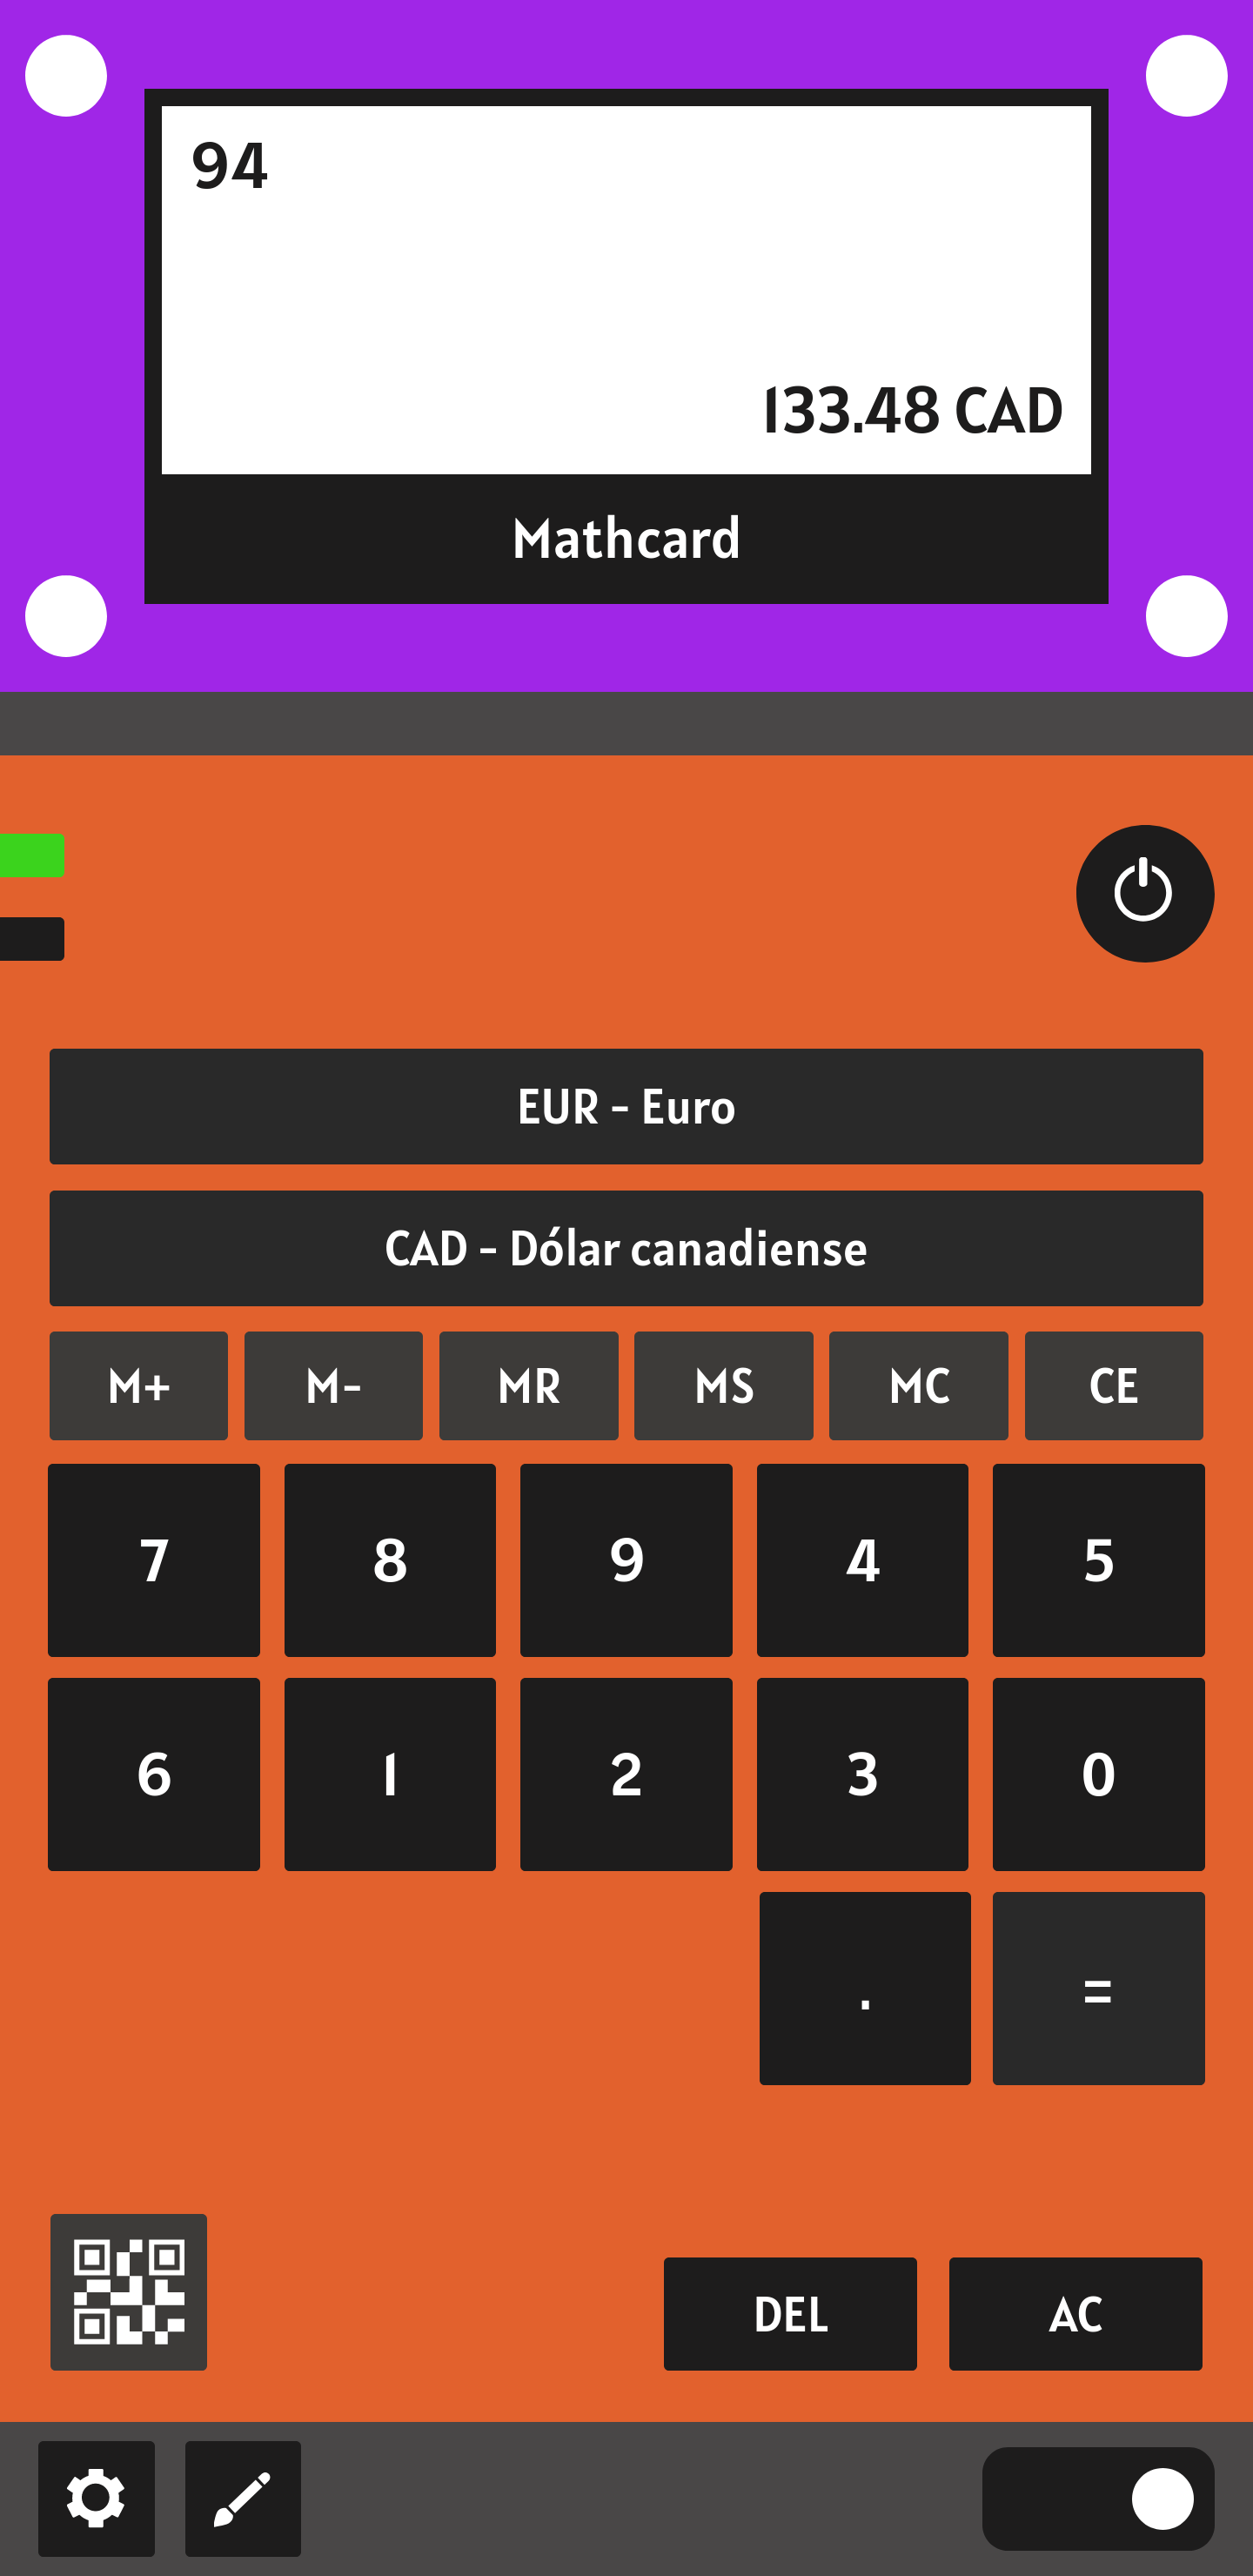 94
133.48 CAD
Mathcard
EUR - Euro
CAD - Dólar canadiense
M+ M- MR MS MC CE
7 8 9 4 5
6 1 2 3 0
. =
DEL AC